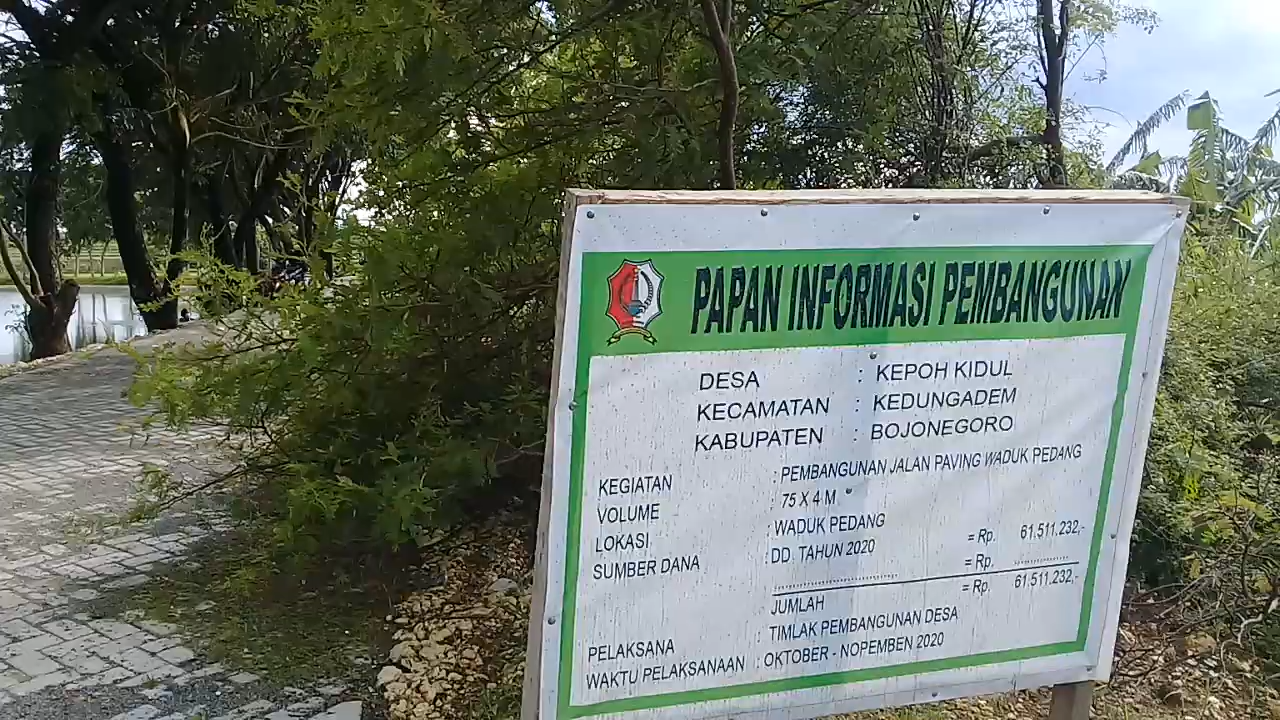 PAPAN INFORMASI PEMBANGUNAN
DESA : KEPOH KIDUL
KECAMATAN : KEDUNGADEM
KABUPATEN : BOJONEGORO
KEGIATAN : PEMBANGUNAN JALAN PAVING WADUK PEDANG
VOLUME : 75 X 4 M
LOKASI : WADUK PEDANG
SUMBER DANA : DD. TAHUN 2020 = Rp. 61.511.232,-
= Rp.
JUMLAH = Rp. 61.511.232,-
PELAKSANA : TIMLAK PEMBANGUNAN DESA
WAKTU PELAKSANAAN : OKTOBER - NOPEMBEN 2020